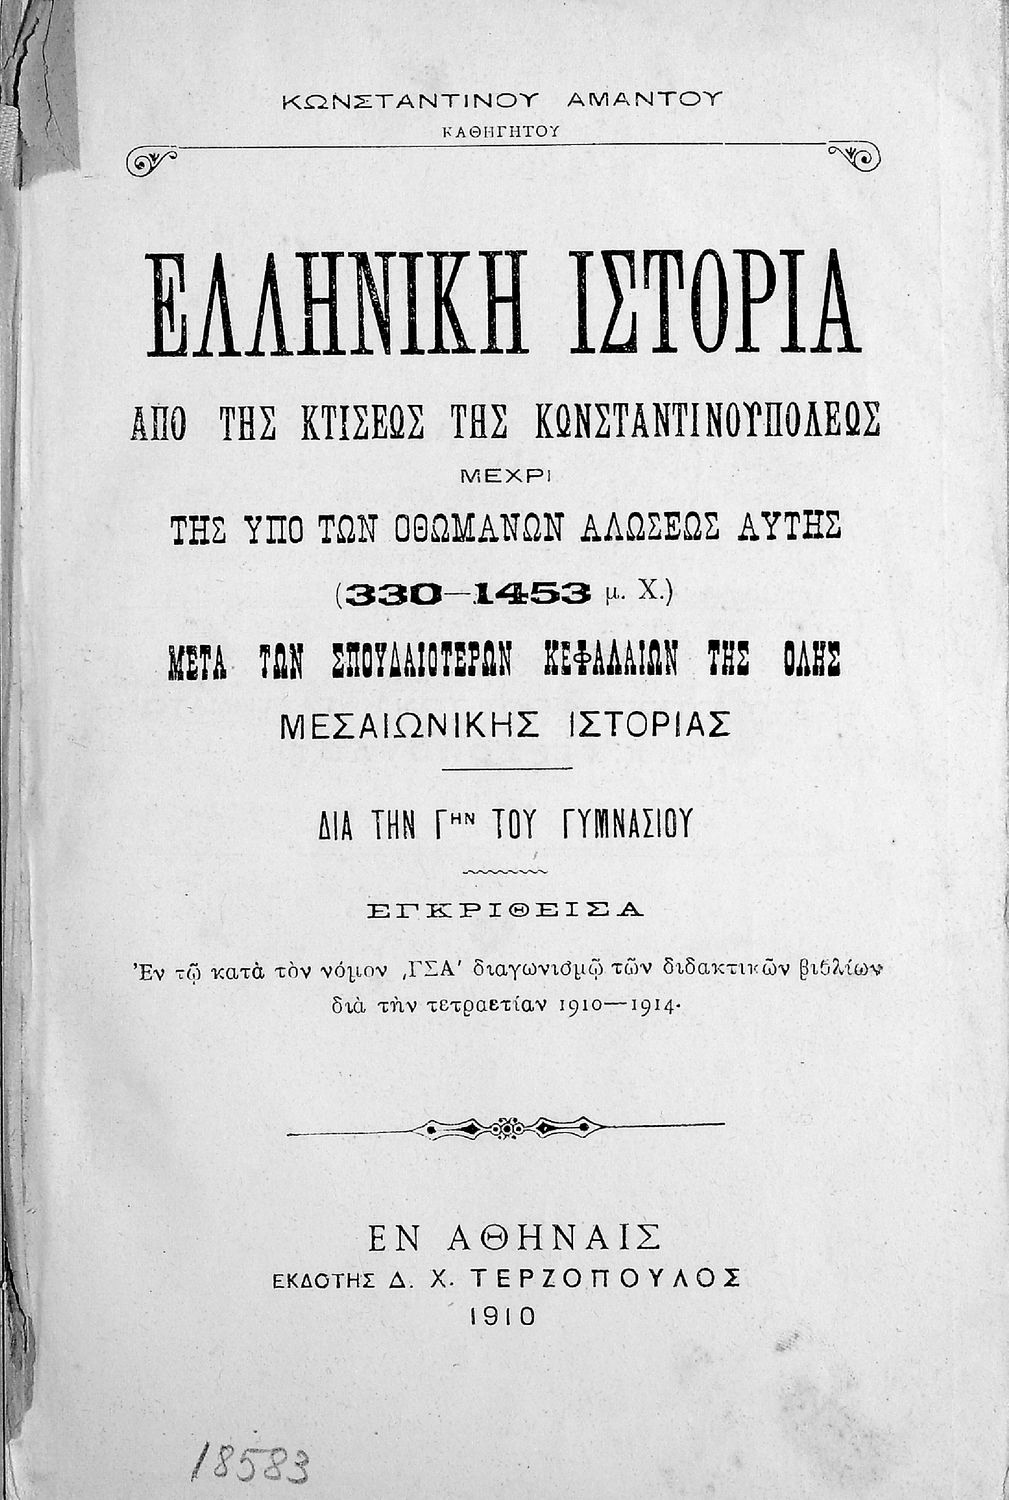 ΚΩΝΣΤΑΝΤΙΝΟΥ ΑΜΑΝΤΟΥ
ΚΑΘΗΓΗΤΟΥ
ΕΛΛΗΝΙΚΗ ΙΣΤΟΡΙΑ
ΑΠΟ ΤΗΣ ΚΤΙΣΕΩΣ ΤΗΣ ΚΩΝΣΤΑΝΤΙΝΟΥΠΟΛΕΩΣ
ΜΕΧΡΙ
ΤΗΣ ΥΠΟ ΤΩΝ ΟΘΩΜΑΝΩΝ ΑΛΩΣΕΩΣ ΑΥΤΗΣ
(330—1453 μ. Χ.)
ΜΕΤΑ ΤΩΝ ΣΠΟΥΔΑΙΟΤΕΡΩΝ ΚΕΦΑΛΑΙΩΝ ΤΗΣ ΟΛΗΣ
ΜΕΣΑΙΩΝΙΚΗΣ ΙΣΤΟΡΙΑΣ
ΔΙΑ ΤΗΝ Γᴴᴺ ΤΟΥ ΓΥΜΝΑΣΙΟΥ
ΕΓΚΡΙΘΕΙΣΑ
Ἐν τῷ κατὰ τὸν νόμον ͵ΓΣΑ' διαγωνισμῷ τῶν διδακτικῶν βιβλίων
διὰ τὴν τετραετίαν 1910—1914.
ΕΝ ΑΘΗΝΑΙΣ
ΕΚΔΟΤΗΣ Δ. Χ. ΤΕΡΖΟΠΟΥΛΟΣ
1910
18583